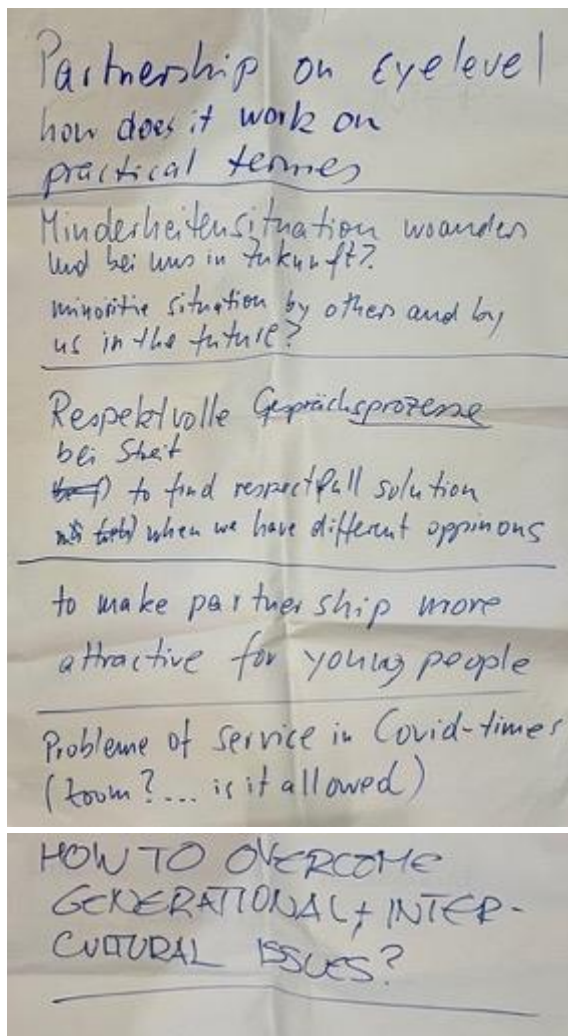 Partnership on Eyelevel
how does it work on
practical termes
Minderheitensituation woanders
Und bei uns in Zukunft?
minoritie situation by others and by
us in the future?
Respektvolle Gesprächsprozesse
bei Streit
to find respectfull solution
when we have different oppinons
to make partnership more
attractive for young people
Probleme of service in Covid-times
(zoom?... is it allowed)
HOW TO OVERCOME
GENERATIONAL + INTER-
CULTURAL ISSUES?